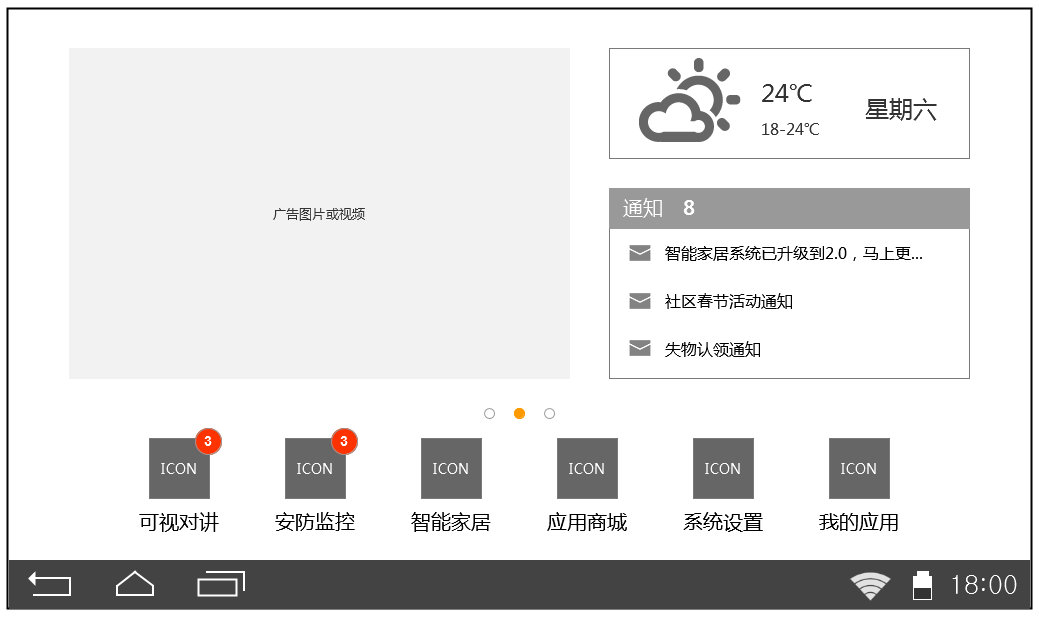 广告图片或视频
24℃
18-24℃
星期六
通知 8
智能家居系统已升级到2.0，马上更...
社区春节活动通知
失物认领通知
3
3
ICON
ICON
ICON
ICON
ICON
ICON
可视对讲
安防监控
智能家居
应用商城
系统设置
我的应用
18:00